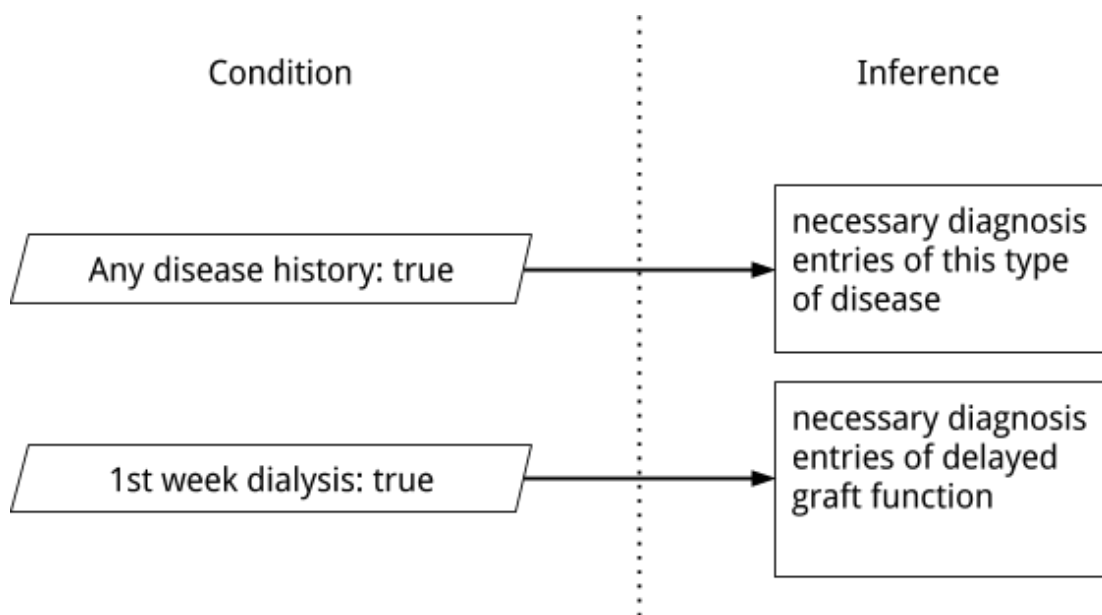 Condition
Inference
Any disease history: true
necessary diagnosis
entries of this type
of disease
1st week dialysis: true
necessary diagnosis
entries of delayed
graft function